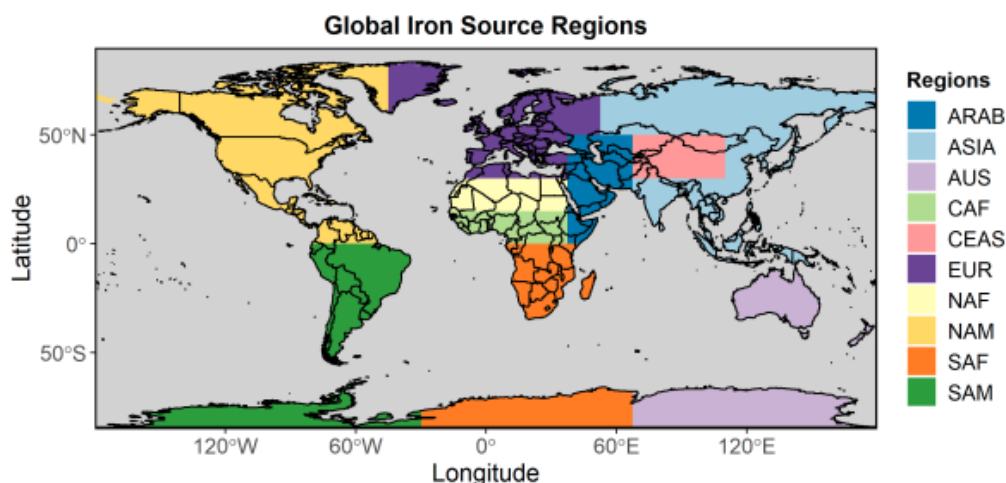 Global Iron Source Regions
Regions
ARAB
ASIA
AUS
CAF
CEAS
EUR
NAF
NAM
SAF
SAM
Latitude
50°N
0°
50°S
120°W
60°W
0°
60°E
120°E
Longitude